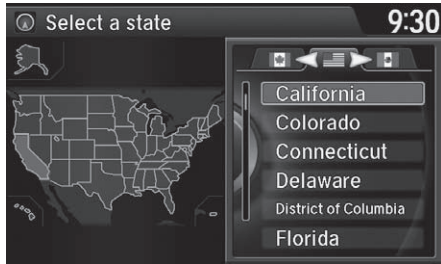 Select a state
9:30
California
Colorado
Connecticut
Delaware
District of Columbia
Florida